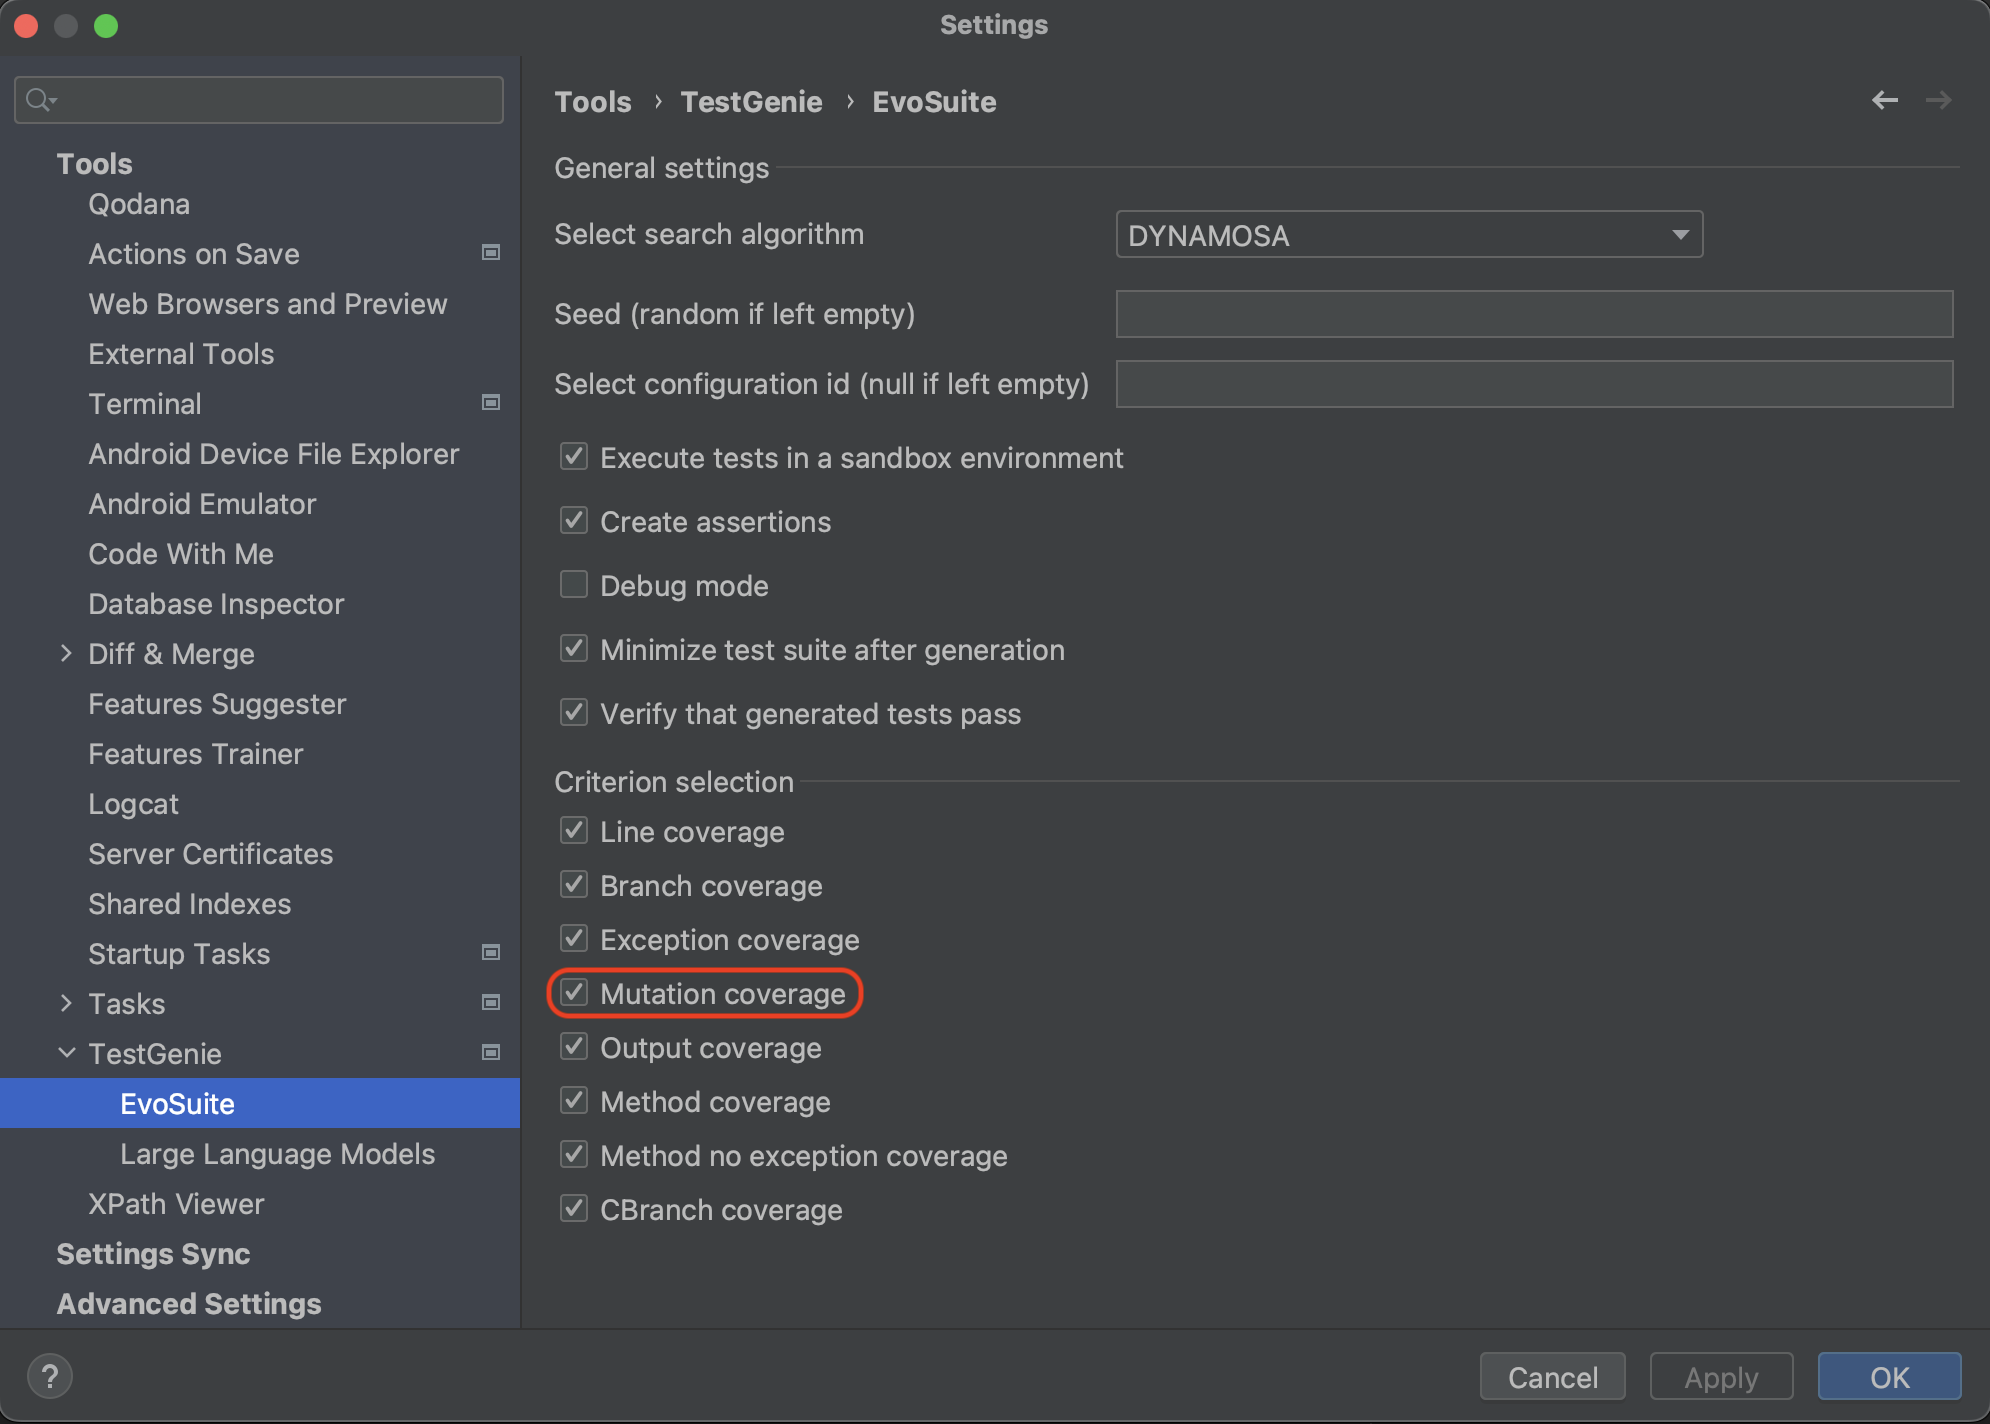 Settings
Tools
Qodana
Actions on Save
Web Browsers and Preview
External Tools
Terminal
Android Device File Explorer
Android Emulator
Code With Me
Database Inspector
Diff & Merge
Features Suggester
Features Trainer
Logcat
Server Certificates
Shared Indexes
Startup Tasks
Tasks
TestGenie
EvoSuite
Large Language Models
XPath Viewer
Settings Sync
Advanced Settings
Tools › TestGenie › EvoSuite
General settings
Select search algorithm DYNAMOSA
Seed (random if left empty)
Select configuration id (null if left empty)
Execute tests in a sandbox environment
Create assertions
Debug mode
Minimize test suite after generation
Verify that generated tests pass
Criterion selection
Line coverage
Branch coverage
Exception coverage
Mutation coverage
Output coverage
Method coverage
Method no exception coverage
CBranch coverage
? Cancel Apply OK